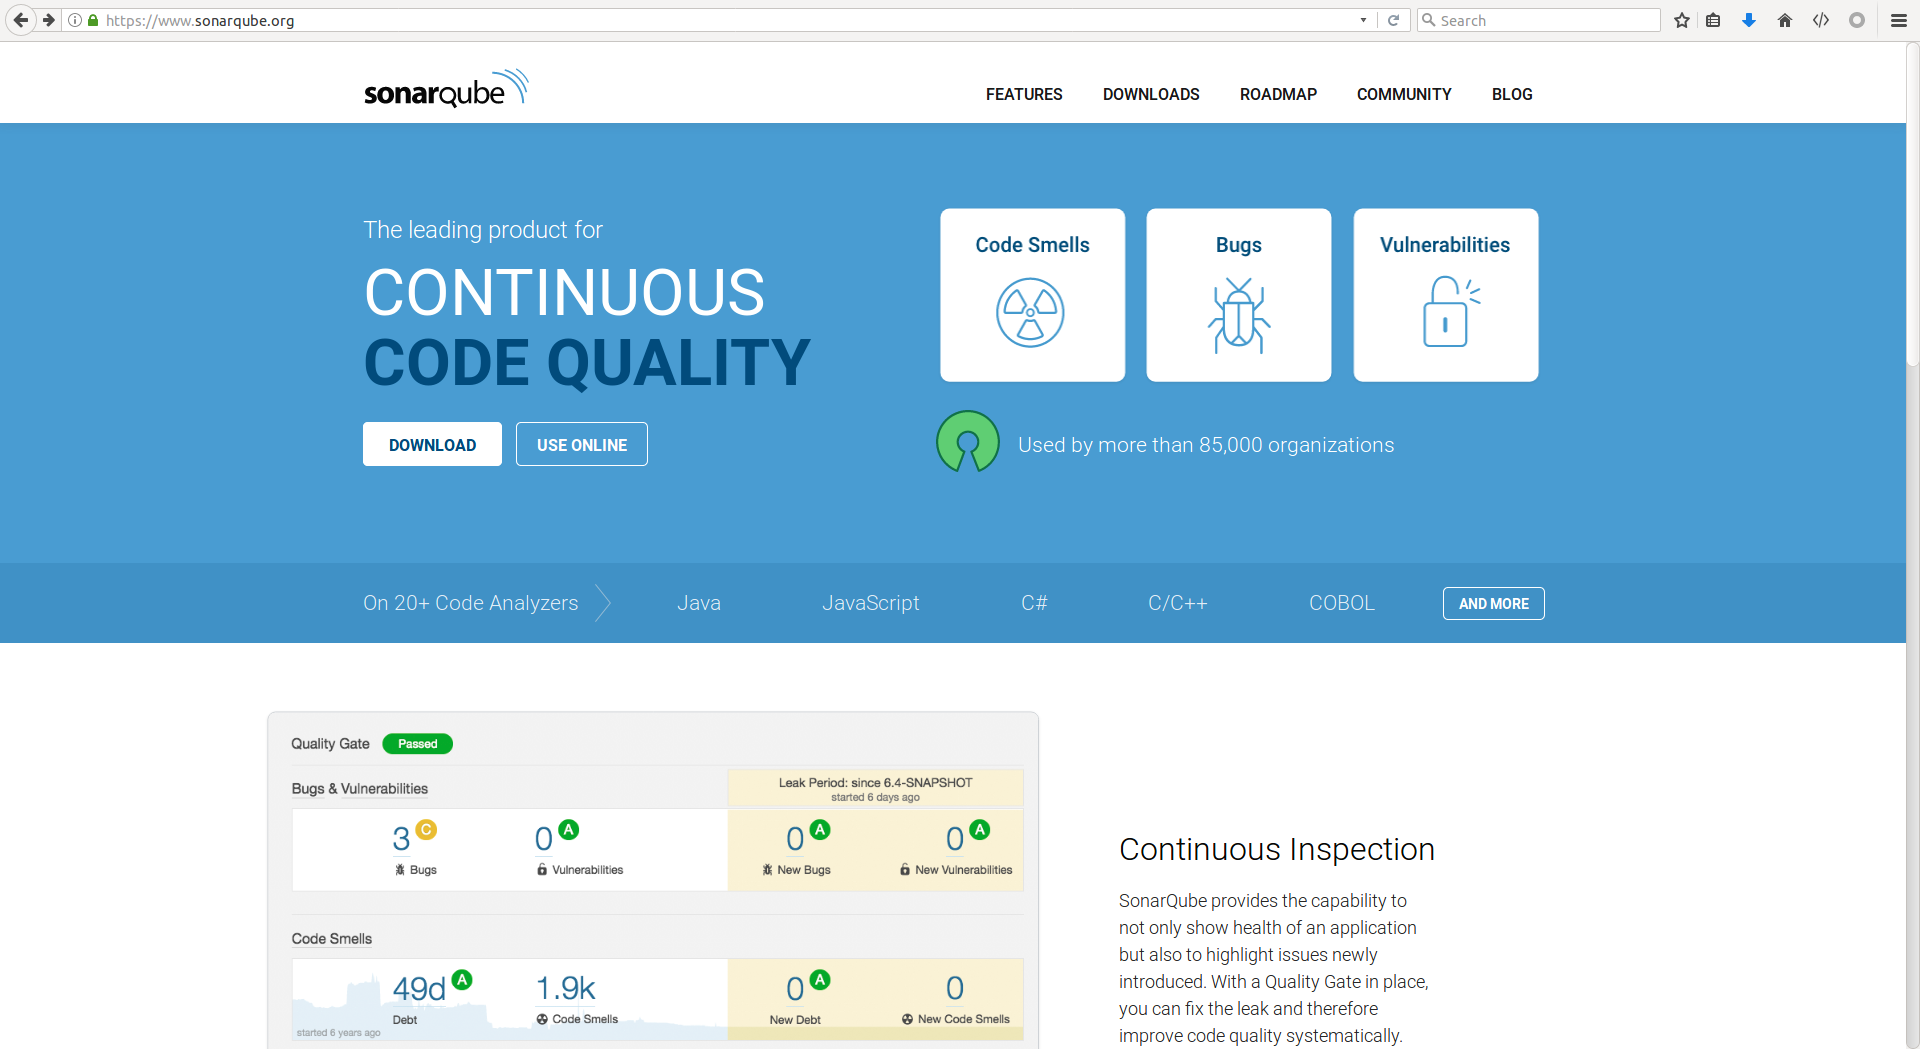 https://www.sonarqube.org
Search
sonarqube
FEATURES
DOWNLOADS
ROADMAP
COMMUNITY
BLOG
The leading product for
CONTINUOUS
CODE QUALITY
DOWNLOAD
USE ONLINE
Code Smells
Bugs
Vulnerabilities
Used by more than 85,000 organizations
On 20+ Code Analyzers
Java
JavaScript
C#
C/C++
COBOL
AND MORE
Quality Gate
Passed
Bugs & Vulnerabilities
Leak Period: since 6.4-SNAPSHOT
started 6 days ago
3 C
Bugs
0 A
Vulnerabilities
0 A
New Bugs
0 A
New Vulnerabilities
Code Smells
49d A
Debt
1.9k
Code Smells
0 A
New Debt
0
New Code Smells
started 6 years ago
Continuous Inspection
SonarQube provides the capability to
not only show health of an application
but also to highlight issues newly
introduced. With a Quality Gate in place,
you can fix the leak and therefore
improve code quality systematically.